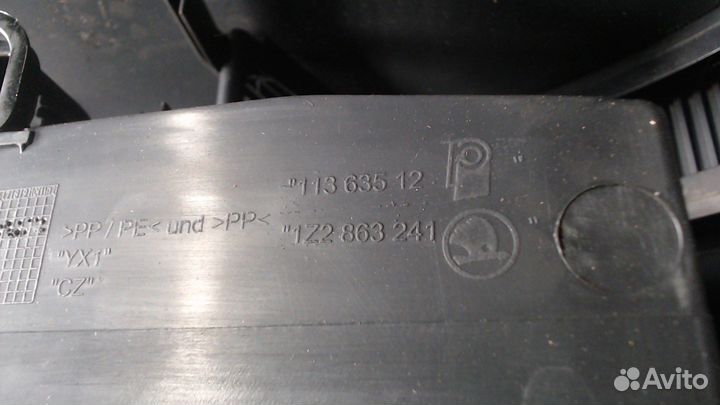 "113 635 12 "
>PP / PE< und >PP< "1Z2 863 241 "
"YX1"
"CZ"
Avito